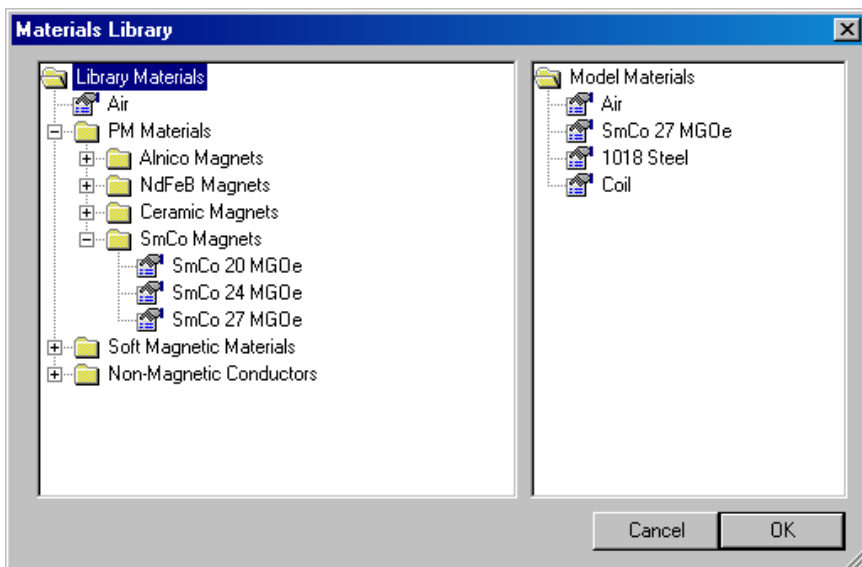 Materials Library
Library Materials
Air
PM Materials
Alnico Magnets
NdFeB Magnets
Ceramic Magnets
SmCo Magnets
SmCo 20 MGOe
SmCo 24 MGOe
SmCo 27 MGOe
Soft Magnetic Materials
Non-Magnetic Conductors
Model Materials
Air
SmCo 27 MGOe
1018 Steel
Coil
Cancel
OK